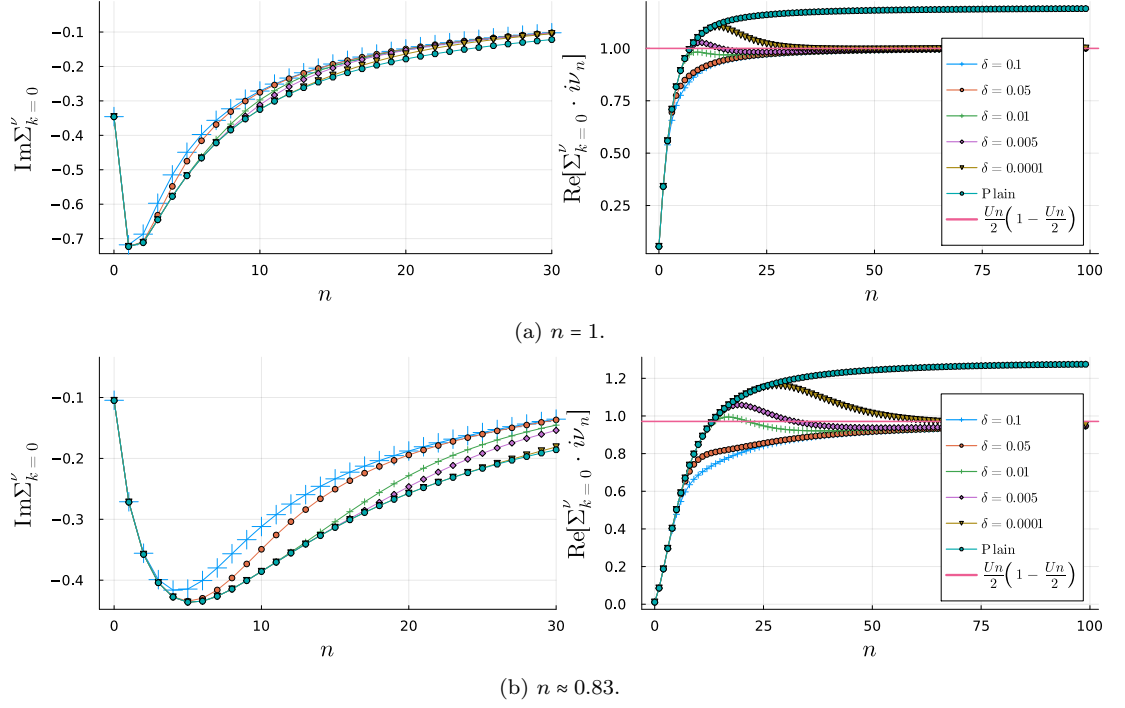 ImΣ^ν_{k=0}
−0.1
−0.2
−0.3
−0.4
−0.5
−0.6
−0.7
0 10 20 30
n
Re[Σ^ν_{k=0} · iν_n]
1.00
0.75
0.50
0.25
0 25 50 75 100
n
δ = 0.1
δ = 0.05
δ = 0.01
δ = 0.005
δ = 0.0001
Plain
Un/2 (1 − Un/2)
(a) n = 1.
ImΣ^ν_{k=0}
−0.1
−0.2
−0.3
−0.4
0 10 20 30
n
Re[Σ^ν_{k=0} · iν_n]
1.2
1.0
0.8
0.6
0.4
0.2
0.0
0 25 50 75 100
n
δ = 0.1
δ = 0.05
δ = 0.01
δ = 0.005
δ = 0.0001
Plain
Un/2 (1 − Un/2)
(b) n ≈ 0.83.